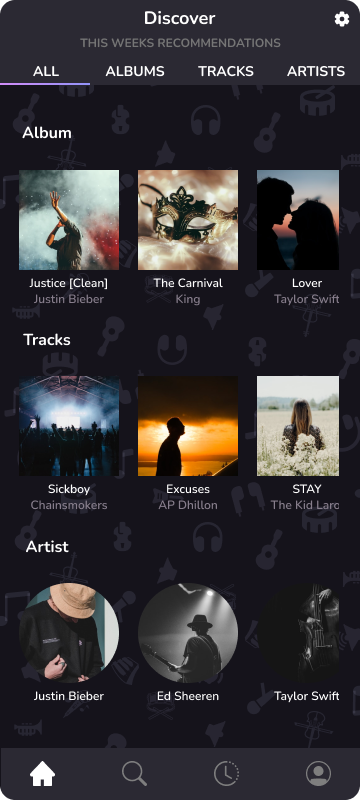 Discover
THIS WEEKS RECOMMENDATIONS
ALL ALBUMS TRACKS ARTISTS
Album
Justice [Clean] The Carnival Lover
Justin Bieber King Taylor Swift
Tracks
Sickboy Excuses STAY
Chainsmokers AP Dhillon The Kid Laro
Artist
Justin Bieber Ed Sheeren Taylor Swift